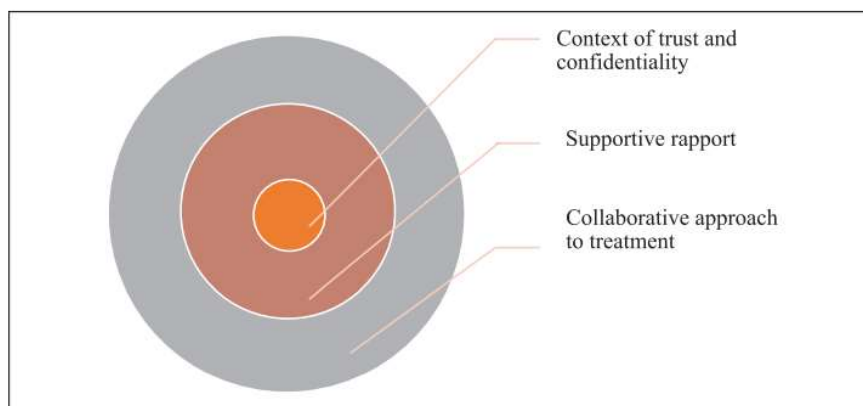 Context of trust and
confidentiality
Supportive rapport
Collaborative approach
to treatment